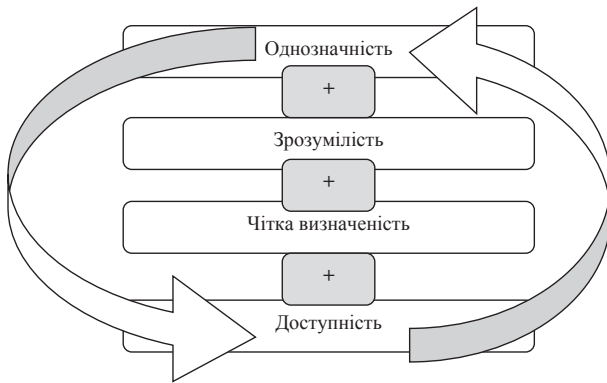 Однозначність
+
Зрозумілість
+
Чітка визначеність
+
Доступність